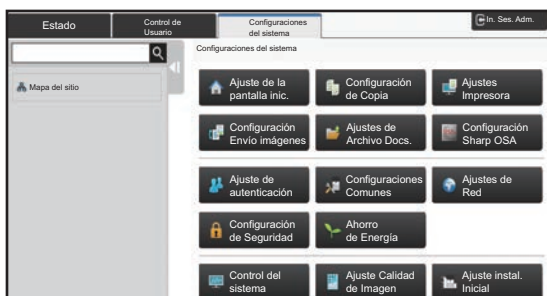 Estado
Control de
Usuario
Configuraciones
del sistema
In. Ses. Adm.
Configuraciones del sistema
Mapa del sitio
Ajuste de la
pantalla inic.
Configuración
de Copia
Ajustes
Impresora
Configuración
Envío imágenes
Ajustes de
Archivo Docs.
Configuración
Sharp OSA
Ajuste de
autenticación
Configuraciones
Comunes
Ajustes de
Red
Configuración
de Seguridad
Ahorro
de Energía
Control del
sistema
Ajuste Calidad
de Imagen
Ajuste instal.
Inicial